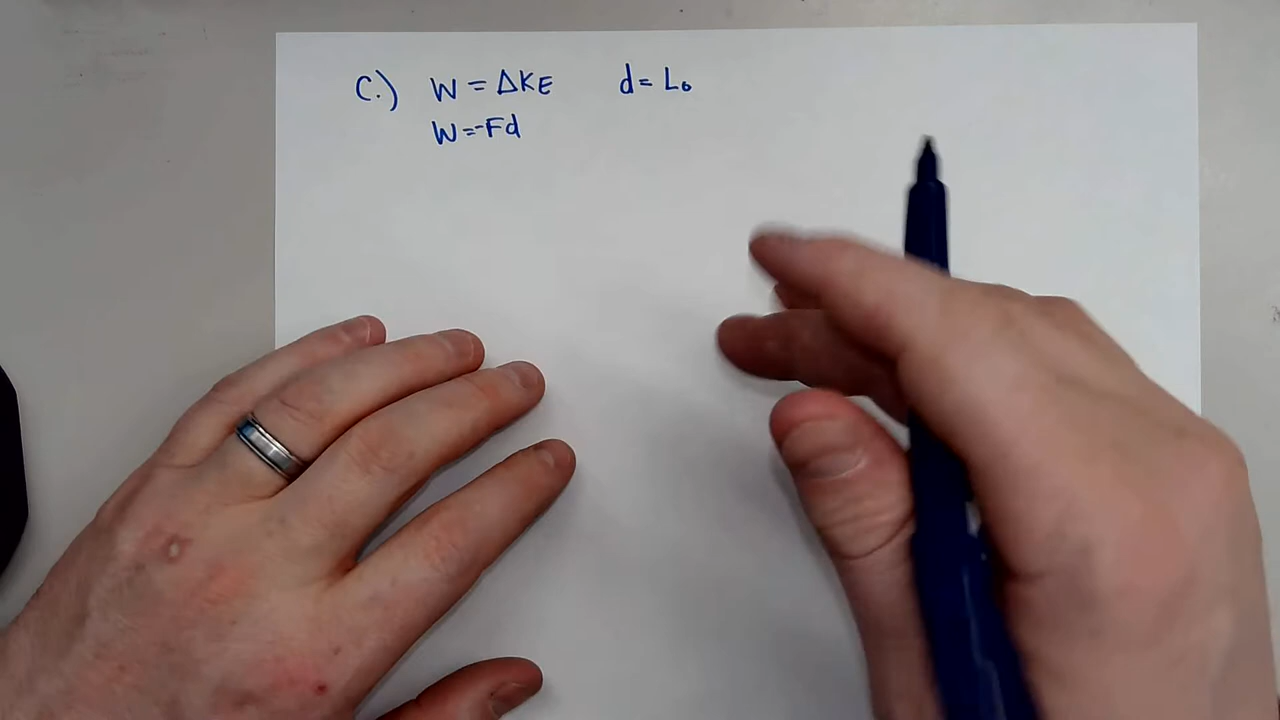 C.) W = ΔKE d = L₀
W = -Fd